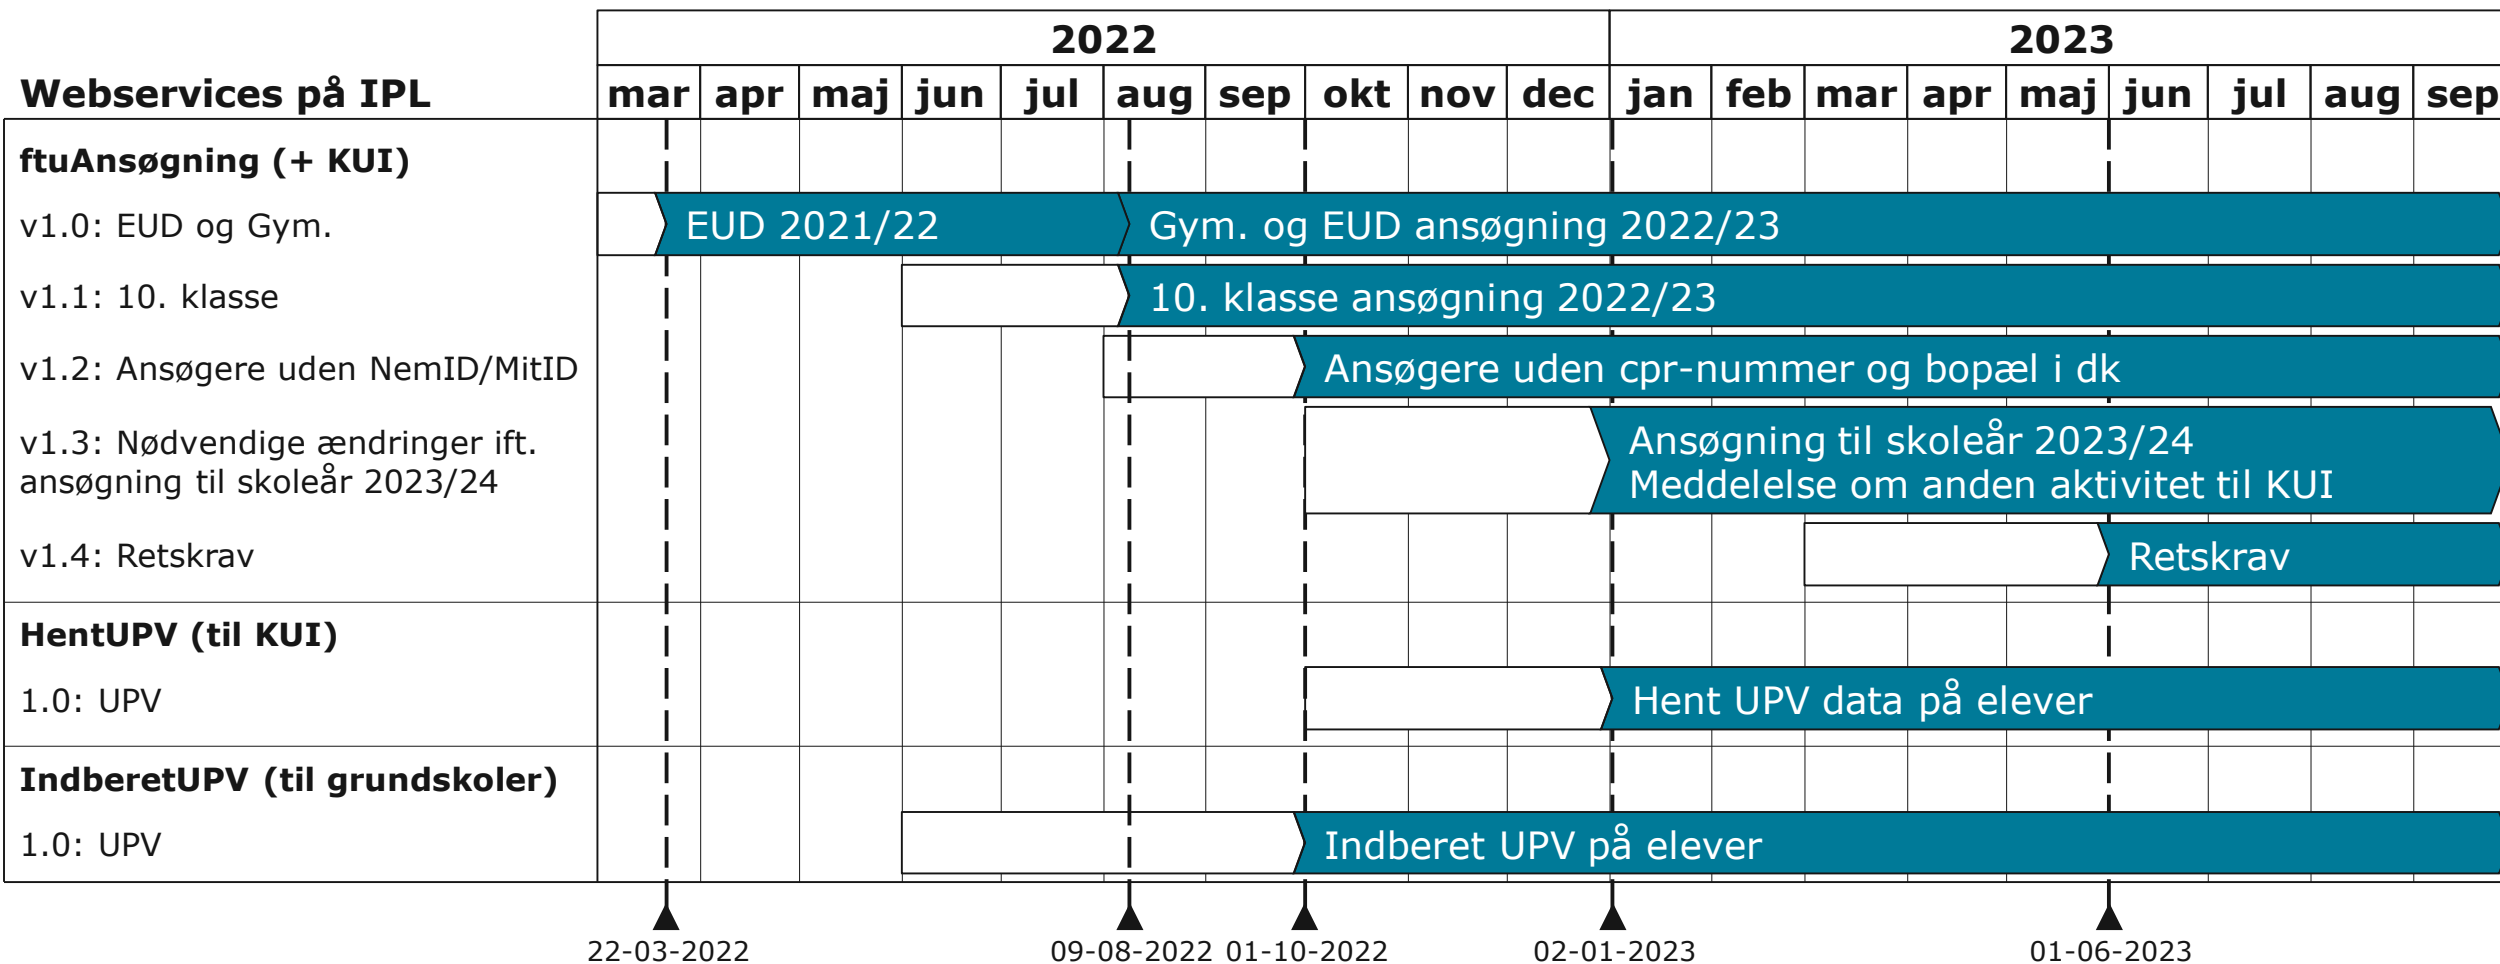 2022
2023
Webservices på IPL
mar apr maj jun jul aug sep okt nov dec jan feb mar apr maj jun jul aug sep
ftuAnsøgning (+ KUI)
v1.0: EUD og Gym.
EUD 2021/22
Gym. og EUD ansøgning 2022/23
v1.1: 10. klasse
10. klasse ansøgning 2022/23
v1.2: Ansøgere uden NemID/MitID
Ansøgere uden cpr-nummer og bopæl i dk
v1.3: Nødvendige ændringer ift.
ansøgning til skoleår 2023/24
Ansøgning til skoleår 2023/24
Meddelelse om anden aktivitet til KUI
v1.4: Retskrav
Retskrav
HentUPV (til KUI)
1.0: UPV
Hent UPV data på elever
IndberetUPV (til grundskoler)
1.0: UPV
Indberet UPV på elever
22-03-2022
09-08-2022
01-10-2022
02-01-2023
01-06-2023